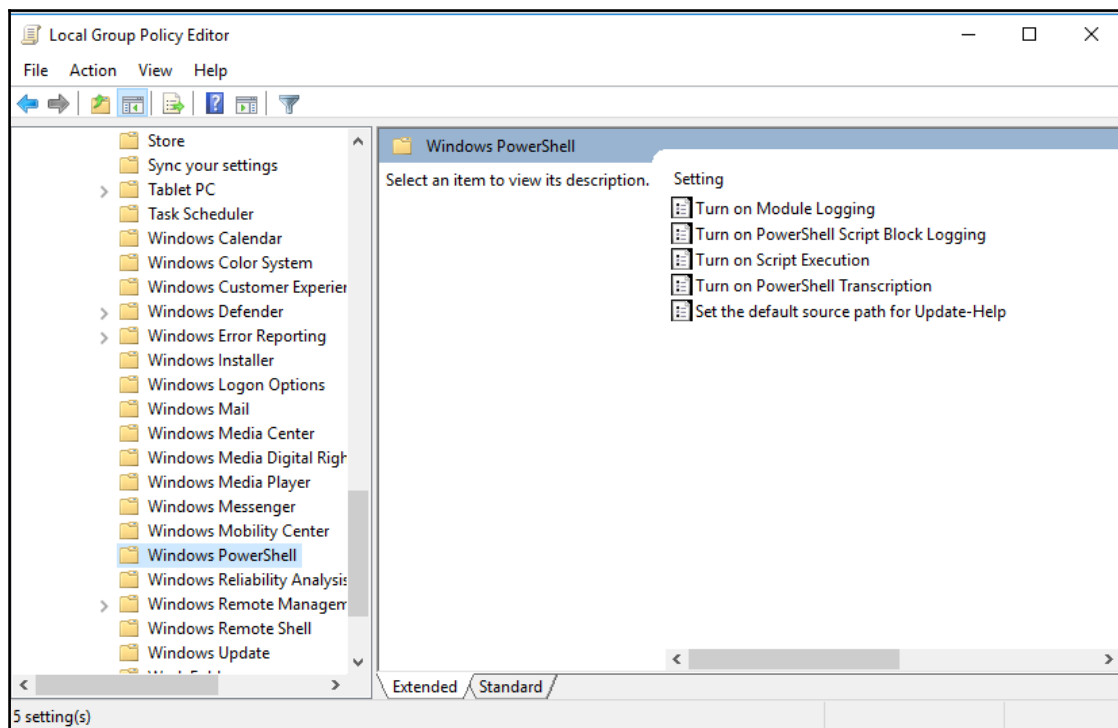 Local Group Policy Editor
File Action View Help
Store
Sync your settings
Tablet PC
Task Scheduler
Windows Calendar
Windows Color System
Windows Customer Experier
Windows Defender
Windows Error Reporting
Windows Installer
Windows Logon Options
Windows Mail
Windows Media Center
Windows Media Digital Righ
Windows Media Player
Windows Messenger
Windows Mobility Center
Windows PowerShell
Windows Reliability Analysis
Windows Remote Managem
Windows Remote Shell
Windows Update
Windows PowerShell
Select an item to view its description.
Setting
Turn on Module Logging
Turn on PowerShell Script Block Logging
Turn on Script Execution
Turn on PowerShell Transcription
Set the default source path for Update-Help
Extended Standard
5 setting(s)